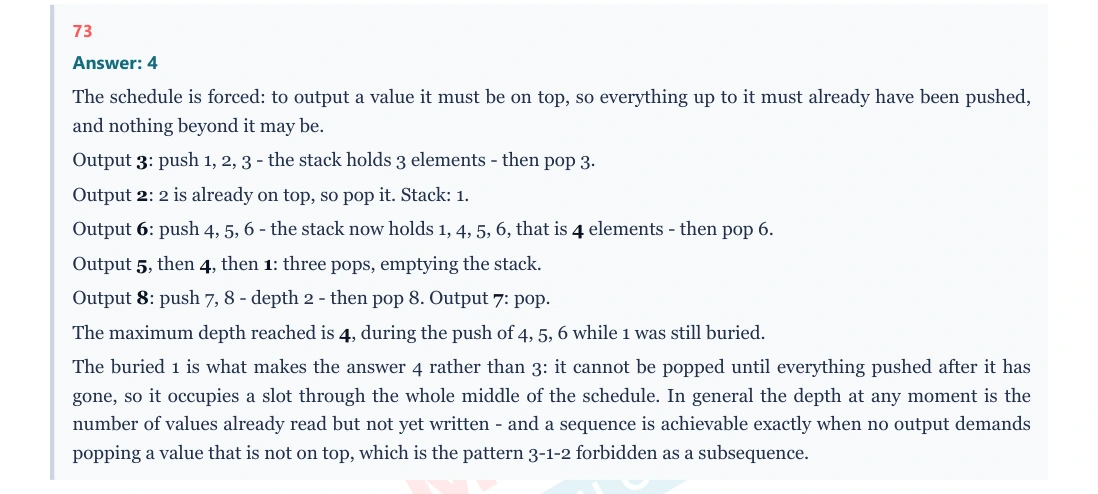 73
Answer: 4
The schedule is forced: to output a value it must be on top, so everything up to it must already have been pushed,
and nothing beyond it may be.
Output 3: push 1, 2, 3 - the stack holds 3 elements - then pop 3.
Output 2: 2 is already on top, so pop it. Stack: 1.
Output 6: push 4, 5, 6 - the stack now holds 1, 4, 5, 6, that is 4 elements - then pop 6.
Output 5, then 4, then 1: three pops, emptying the stack.
Output 8: push 7, 8 - depth 2 - then pop 8. Output 7: pop.
The maximum depth reached is 4, during the push of 4, 5, 6 while 1 was still buried.
The buried 1 is what makes the answer 4 rather than 3: it cannot be popped until everything pushed after it has
gone, so it occupies a slot through the whole middle of the schedule. In general the depth at any moment is the
number of values already read but not yet written - and a sequence is achievable exactly when no output demands
popping a value that is not on top, which is the pattern 3-1-2 forbidden as a subsequence.